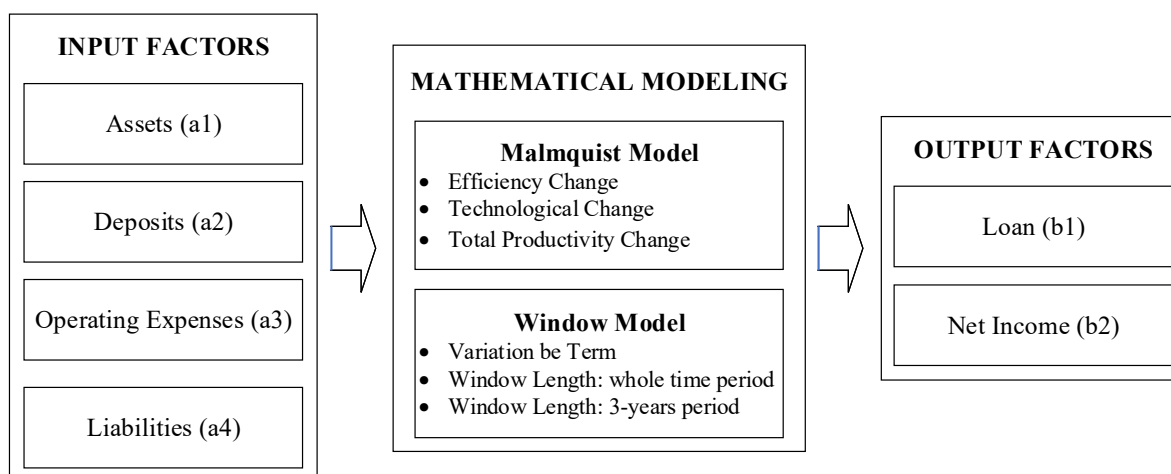 INPUT FACTORS
Assets (a1)
Deposits (a2)
Operating Expenses (a3)
Liabilities (a4)
MATHEMATICAL MODELING
Malmquist Model
• Efficiency Change
• Technological Change
• Total Productivity Change
Window Model
• Variation be Term
• Window Length: whole time period
• Window Length: 3-years period
OUTPUT FACTORS
Loan (b1)
Net Income (b2)